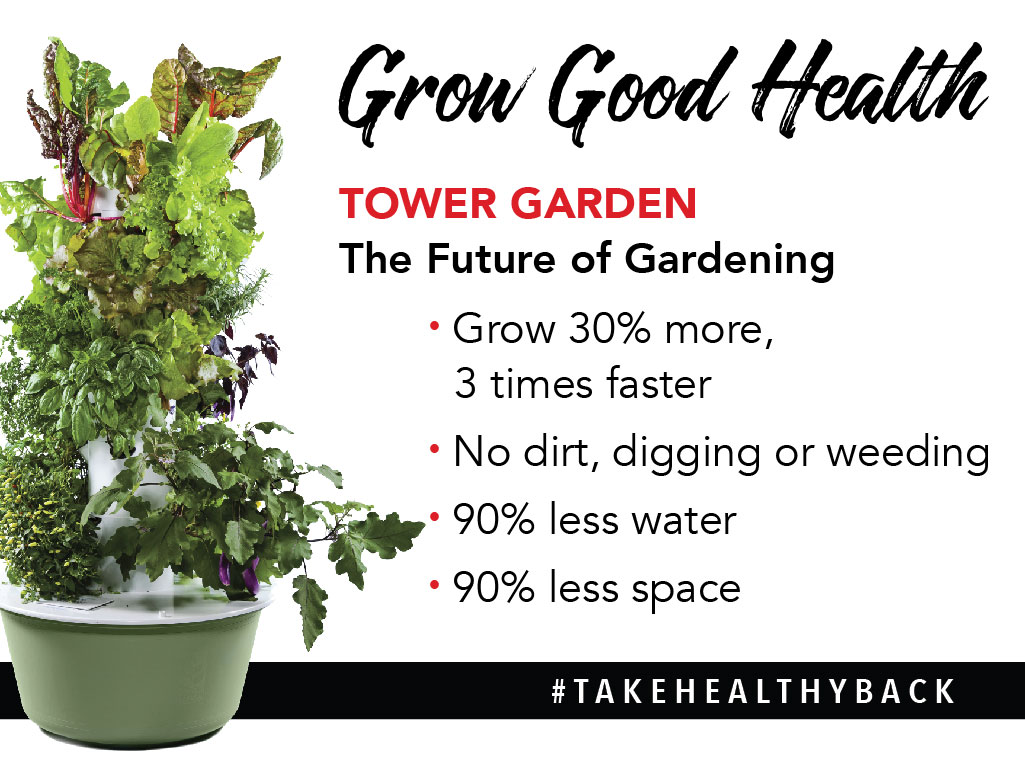 Grow Good Health
TOWER GARDEN
The Future of Gardening
• Grow 30% more,
3 times faster
• No dirt, digging or weeding
• 90% less water
• 90% less space
#TAKEHEALTHYBACK